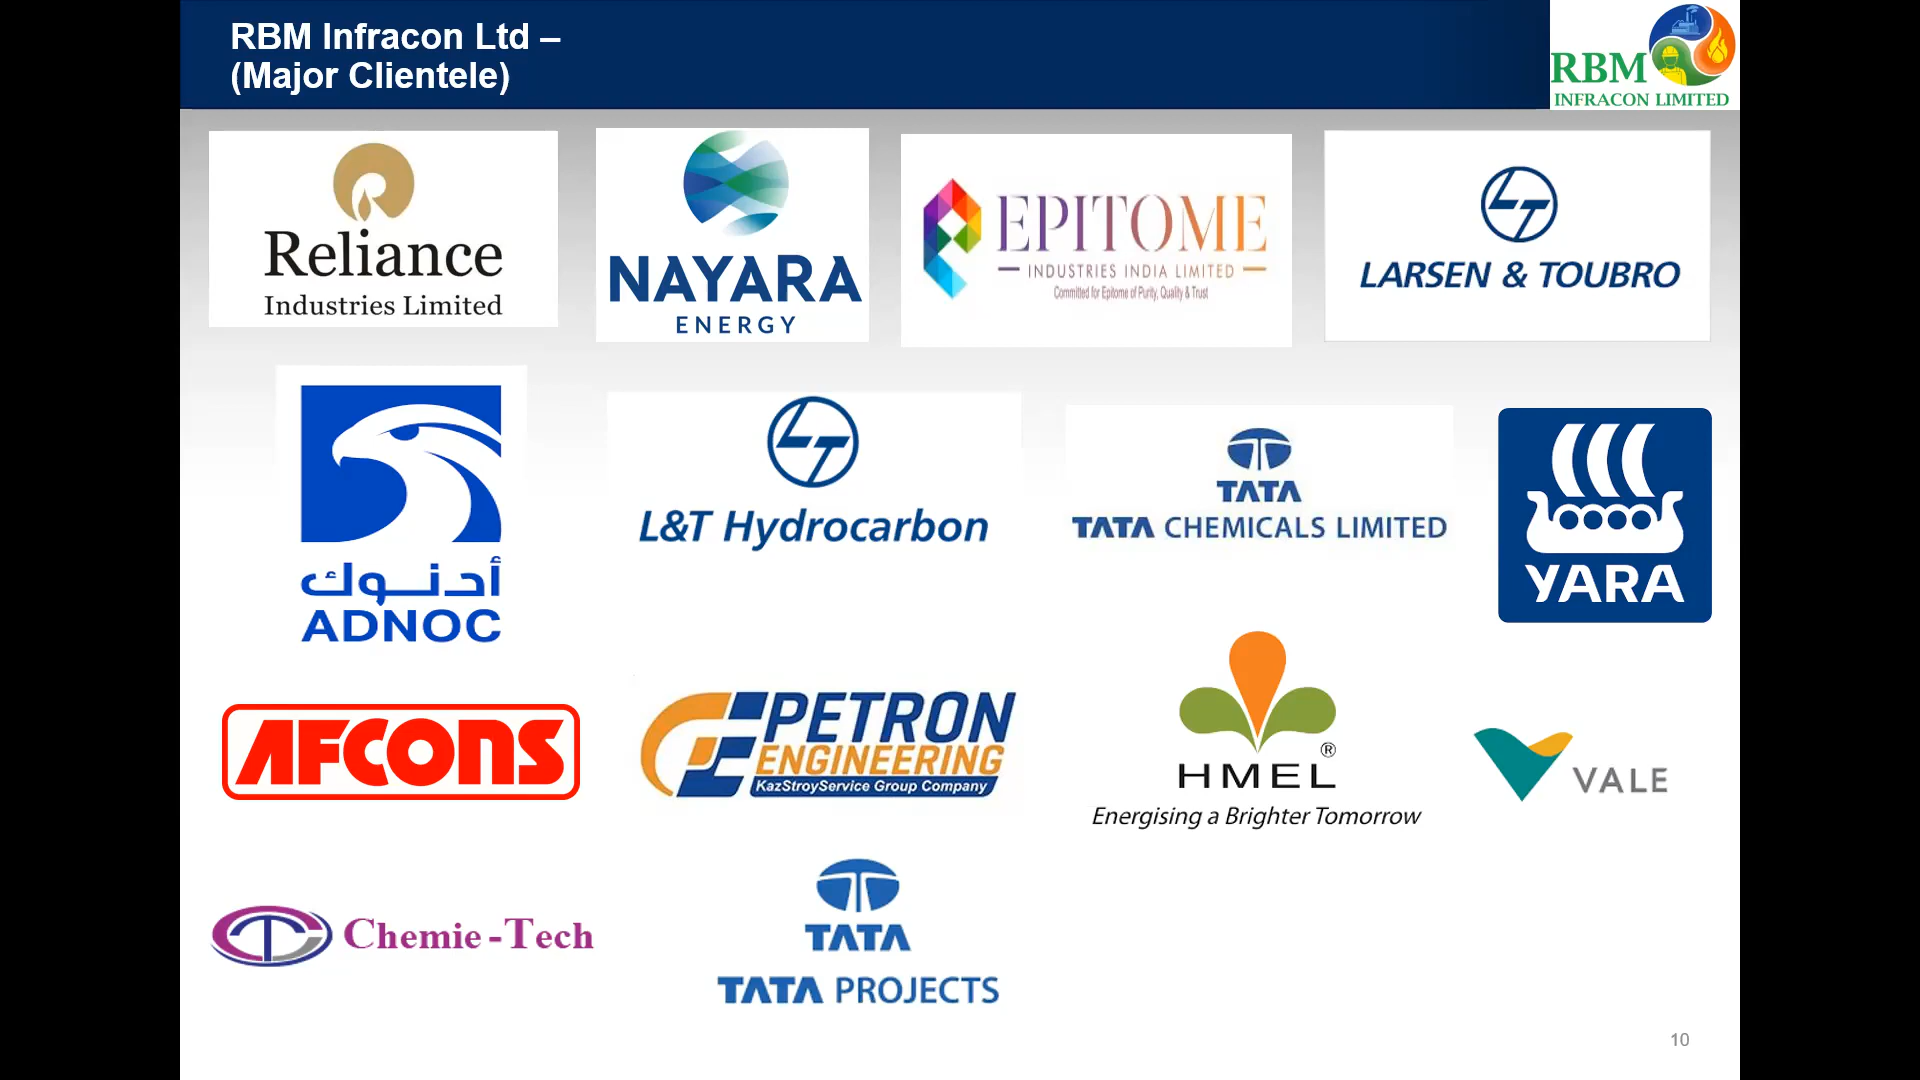 RBM Infracon Ltd –
(Major Clientele)
RBM
INFRACON LIMITED
Reliance
Industries Limited
NAYARA
ENERGY
EPITOME
INDUSTRIES INDIA LIMITED
Committed for Epitome of Purity, Quality & Trust
LT
LARSEN & TOUBRO
أدنوك
ADNOC
LT
L&T Hydrocarbon
TATA
TATA CHEMICALS LIMITED
YARA
AFCONS
PETRON
ENGINEERING
KazStroyService Group Company
HMEL®
Energising a Brighter Tomorrow
VALE
Chemie-Tech
TATA
TATA PROJECTS
10